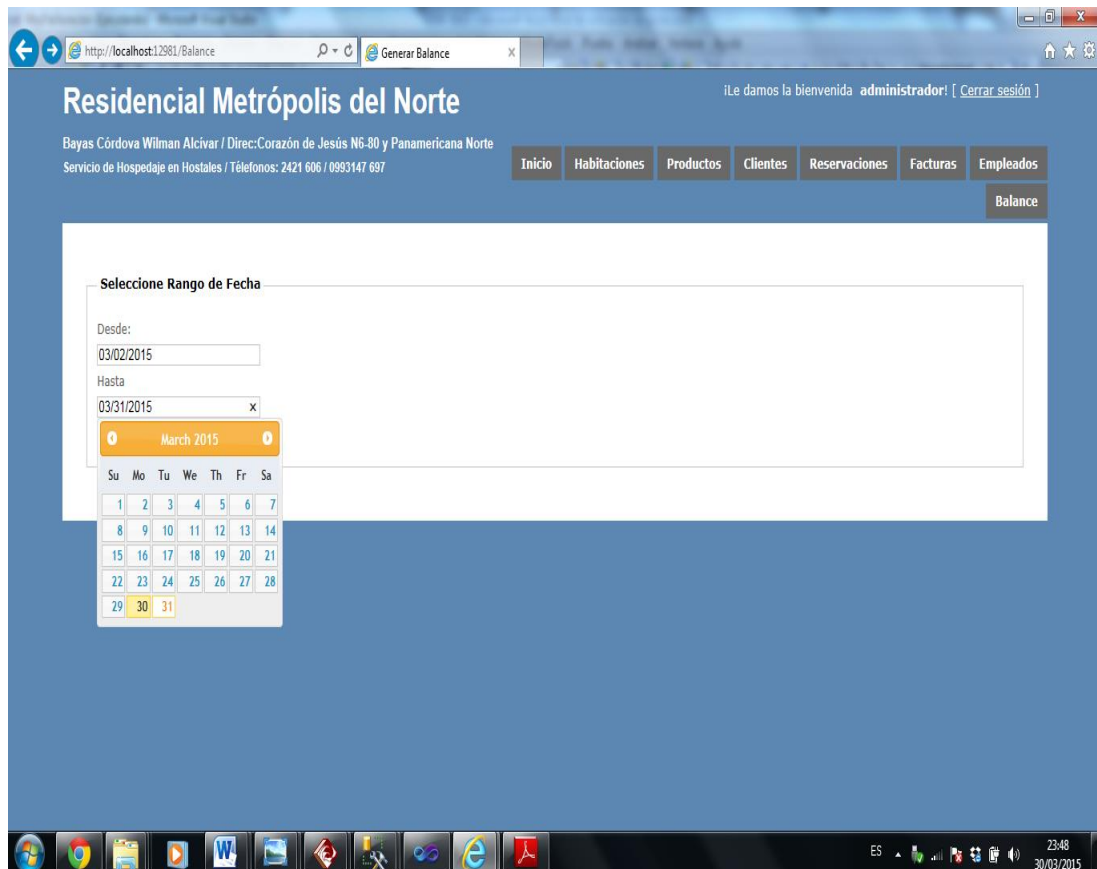 http://localhost:12981/Balance
Generar Balance
Residencial Metrópolis del Norte
¡Le damos la bienvenida administrador! [ Cerrar sesión ]
Bayas Córdova Wilman Alcívar / Direc:Corazón de Jesús N6-80 y Panamericana Norte
Servicio de Hospedaje en Hostales / Télefonos: 2421 606 / 0993147 697
Inicio Habitaciones Productos Clientes Reservaciones Facturas Empleados
Balance
Seleccione Rango de Fecha
Desde:
03/02/2015
Hasta
03/31/2015 x
March 2015
Su Mo Tu We Th Fr Sa
1 2 3 4 5 6 7
8 9 10 11 12 13 14
15 16 17 18 19 20 21
22 23 24 25 26 27 28
29 30 31
ES
23:48
30/03/2015